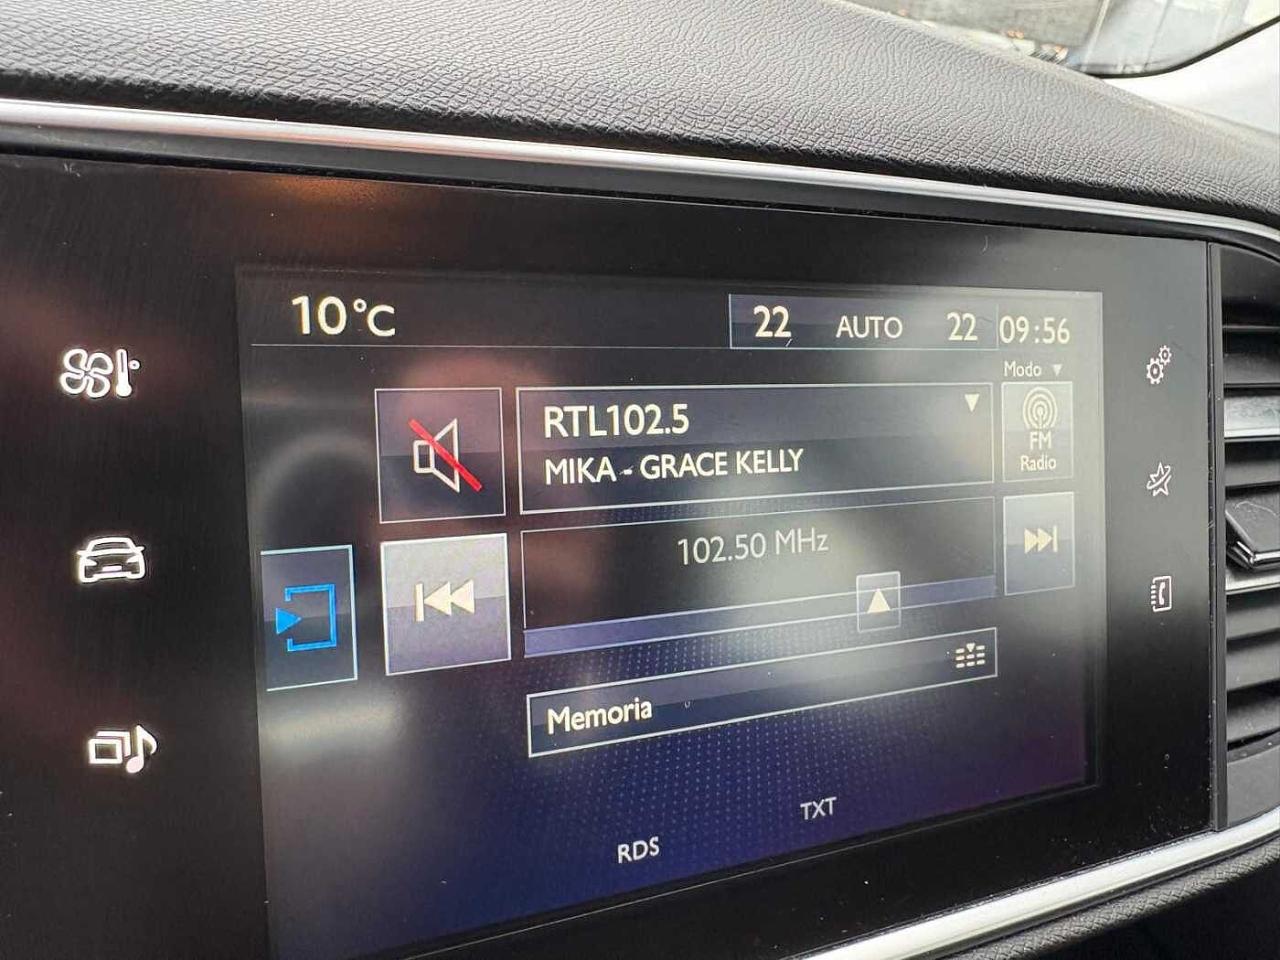 10°C
22 AUTO 22 09:56
Modo
RTL102.5
MIKA - GRACE KELLY
FM
Radio
102.50 MHz
Memoria
TXT
RDS